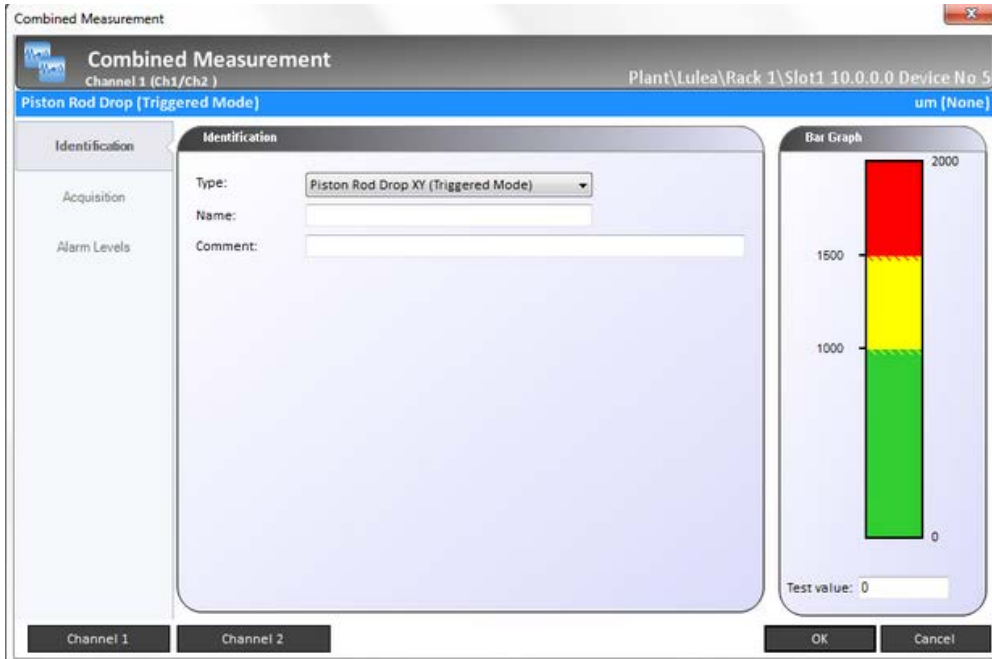 Combined Measurement
x
Combined Measurement
Channel 1 (Ch1/Ch2 )
Plant\Lulea\Rack 1\Slot1 10.0.0.0 Device No 5
Piston Rod Drop (Triggered Mode)
um (None)
Identification
Acquisition
Alarm Levels
Identification
Type: Piston Rod Drop XY (Triggered Mode)
Name:
Comment:
Bar Graph
2000
1500
1000
0
Test value: 0
Channel 1
Channel 2
OK
Cancel